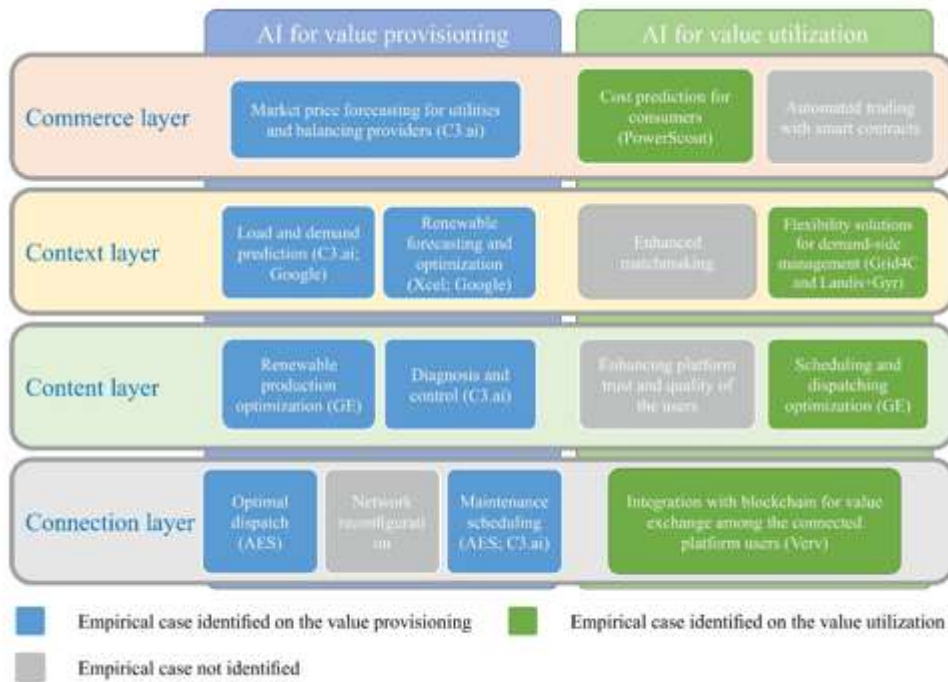 AI for value provisioning
AI for value utilization
Commerce layer
Market price forecasting for utilities
and balancing providers (C3.ai)
Cost prediction for
consumers
(PowerScout)
Automated trading
with smart contracts
Context layer
Load and demand
prediction (C3.ai;
Google)
Renewable
forecasting and
optimization
(Xcel; Google)
Enhanced
matchmaking
Flexibility solutions
for demand-side
management (Grid4C
and Landis+Gyr)
Content layer
Renewable
production
optimization (GE)
Diagnosis and
control (C3.ai)
Enhancing platform
trust and quality of
the users
Scheduling and
dispatching
optimization (GE)
Connection layer
Optimal
dispatch
(AES)
Network
reconfigurati
on
Maintenance
scheduling
(AES; C3.ai)
Integration with blockchain for value
exchange among the connected
platform users (Verv)
Empirical case identified on the value provisioning
Empirical case identified on the value utilization
Empirical case not identified